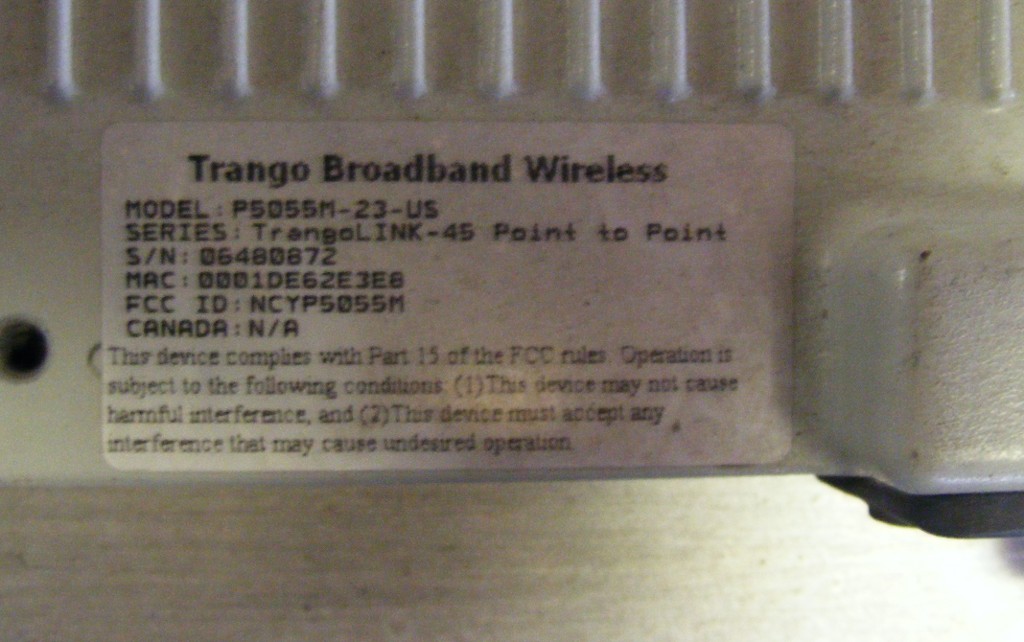 Trango Broadband Wireless
MODEL: P5055M-23-US
SERIES: TrangoLINK-45 Point to Point
S/N: 06480872
MAC: 0001DE62E3E8
FCC ID: NCYP5055M
CANADA: N/A
This device complies with Part 15 of the FCC rules. Operation is
subject to the following conditions: (1)This device may not cause
harmful interference, and (2)This device must accept any
interference that may cause undesired operation